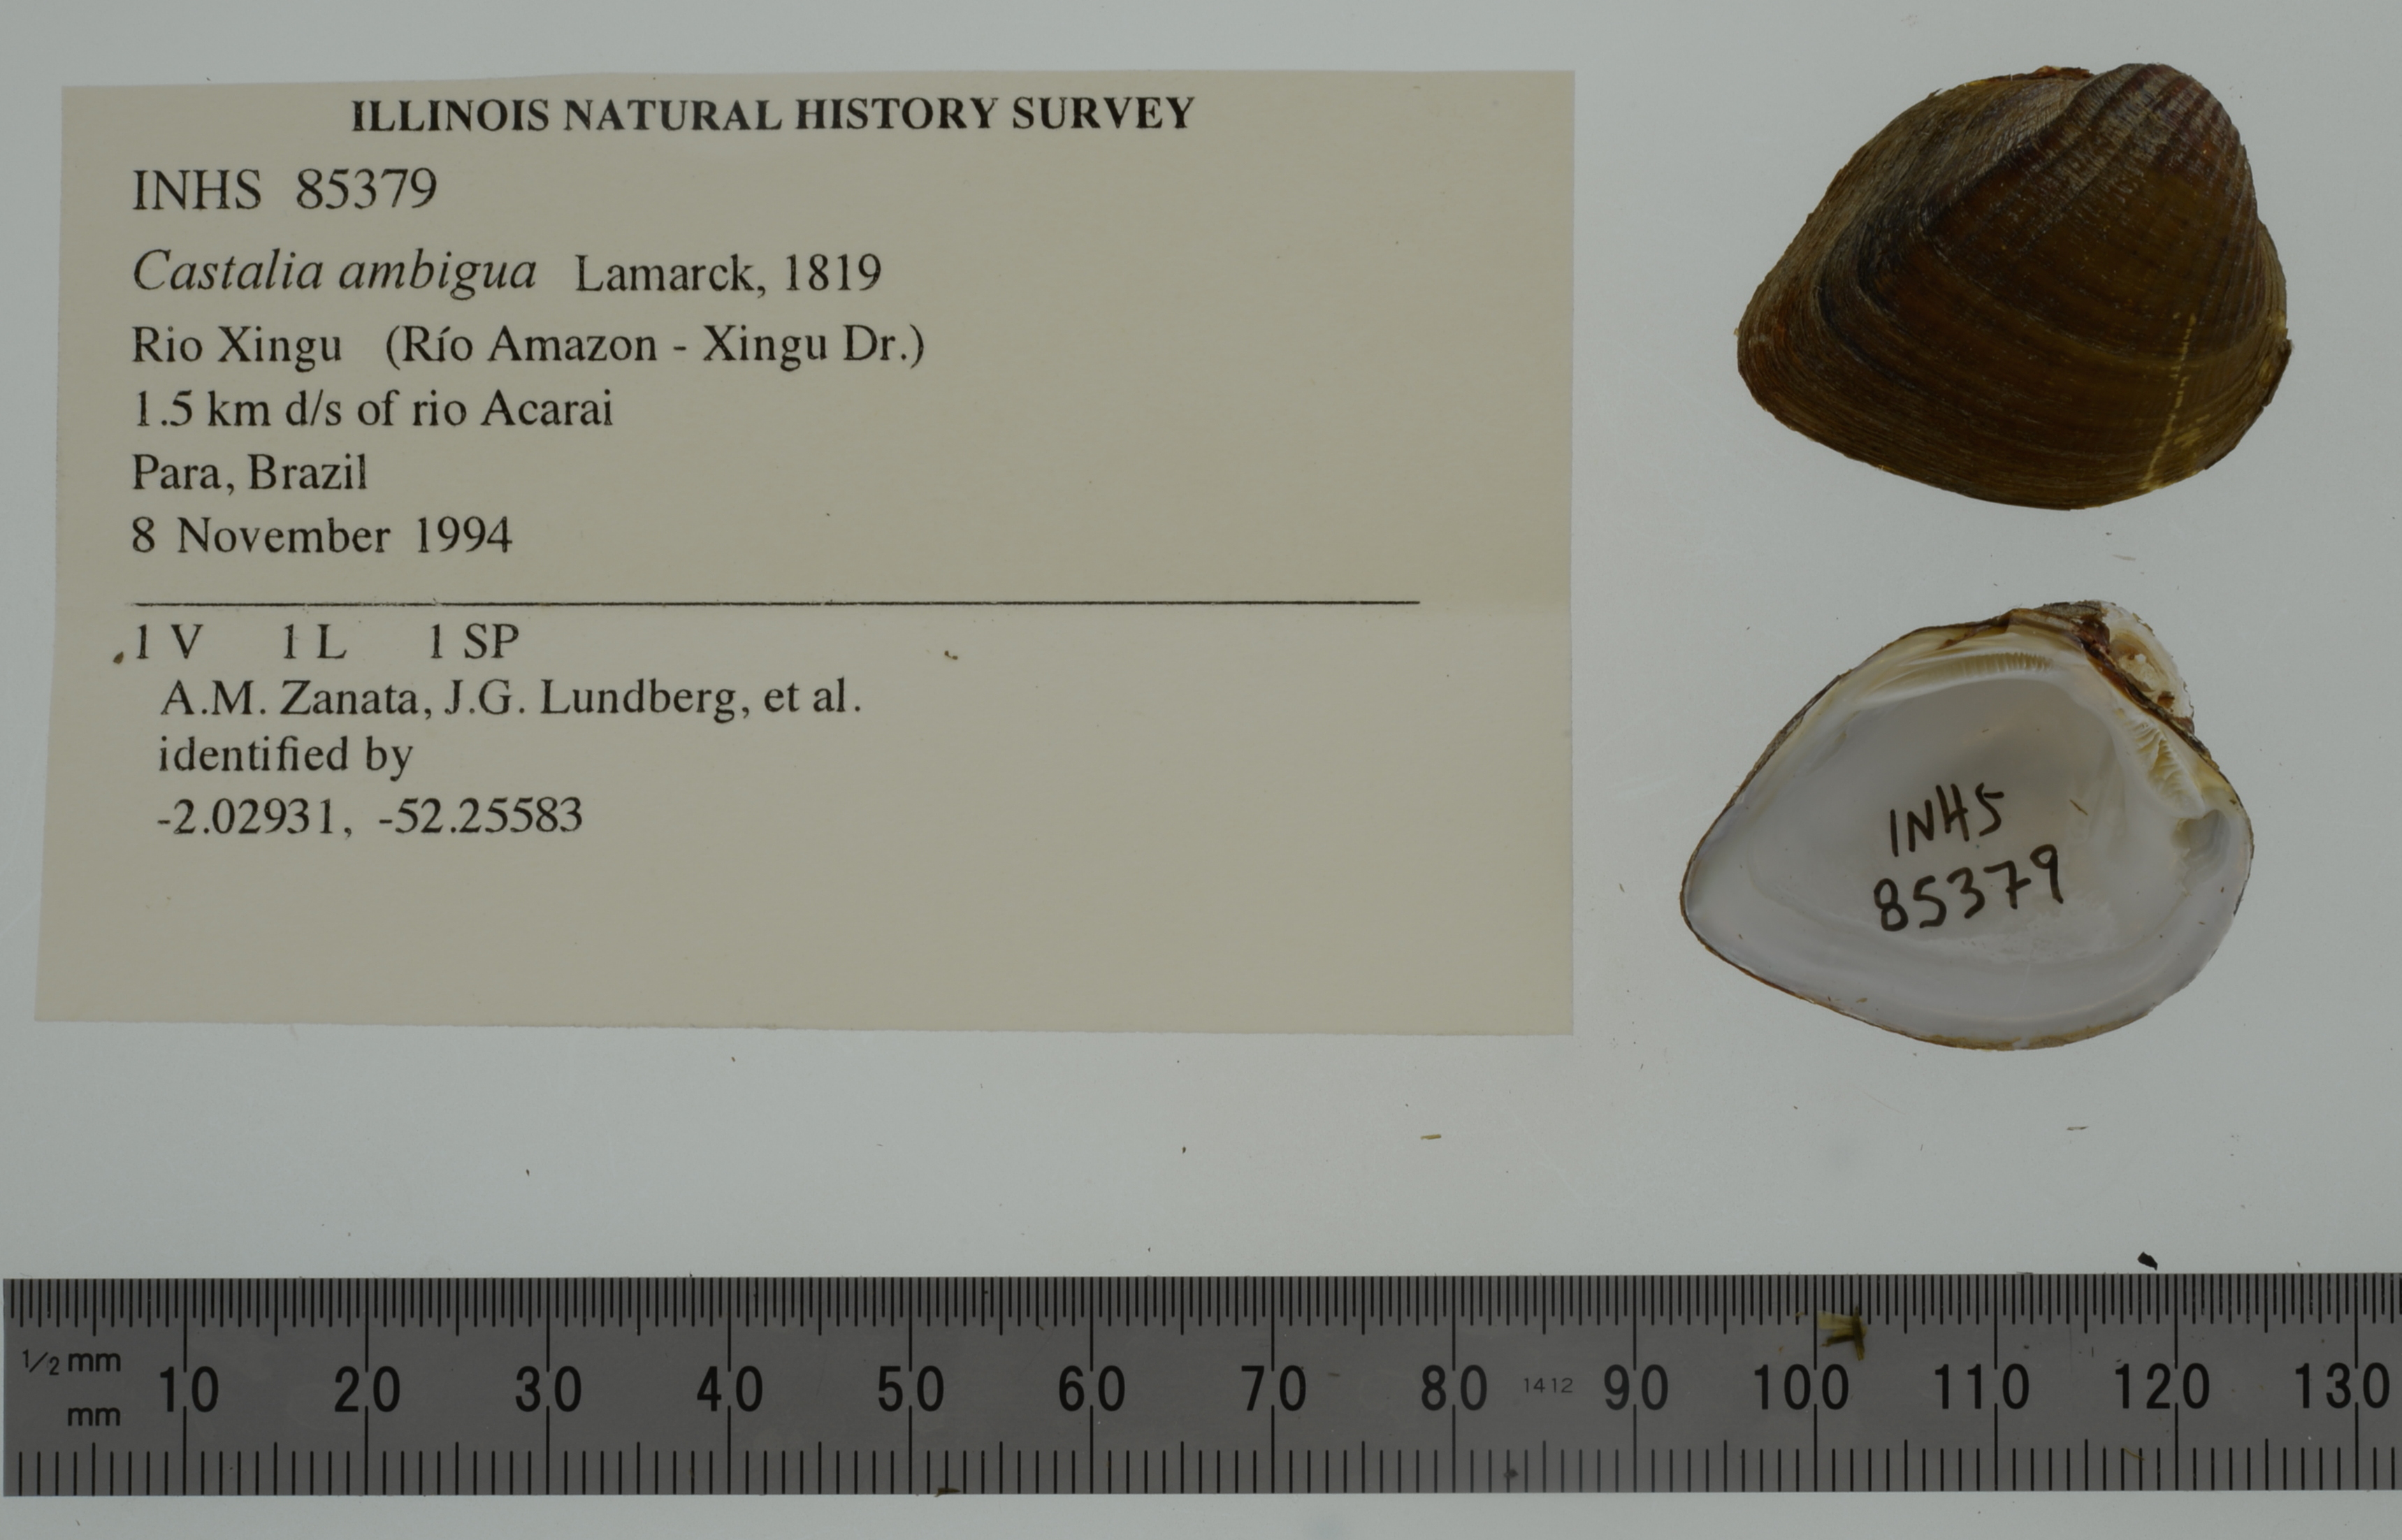 ILLINOIS NATURAL HISTORY SURVEY
INHS 85379
Castalia ambigua Lamarck, 1819
Rio Xingu (Río Amazon - Xingu Dr.)
1.5 km d/s of rio Acarai
Para, Brazil
8 November 1994
1 V 1 L 1 SP
A.M. Zanata, J.G. Lundberg, et al.
identified by
-2.02931, -52.25583
INHS
85379
1/2 mm
10 20 30 40 50 60 70 80 1412 90 100 110 120 130
mm